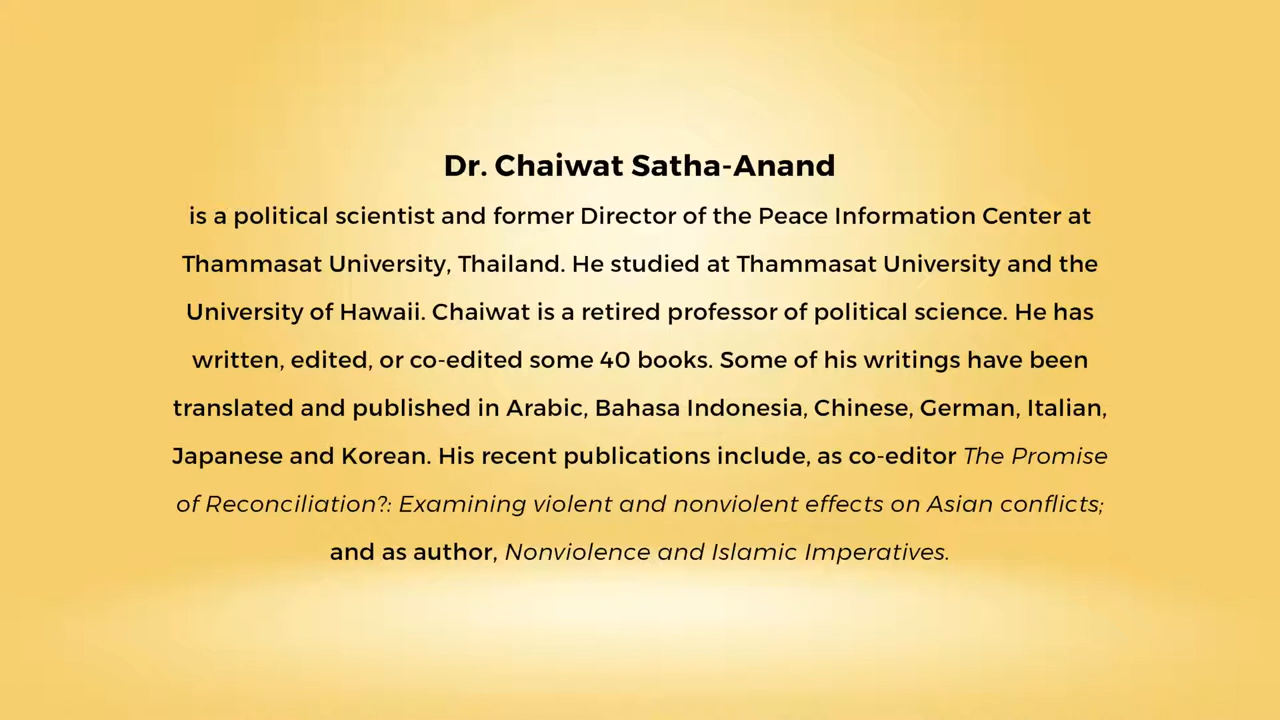 Dr. Chaiwat Satha-Anand
is a political scientist and former Director of the Peace Information Center at
Thammasat University, Thailand. He studied at Thammasat University and the
University of Hawaii. Chaiwat is a retired professor of political science. He has
written, edited, or co-edited some 40 books. Some of his writings have been
translated and published in Arabic, Bahasa Indonesia, Chinese, German, Italian,
Japanese and Korean. His recent publications include, as co-editor The Promise
of Reconciliation?: Examining violent and nonviolent effects on Asian conflicts;
and as author, Nonviolence and Islamic Imperatives.